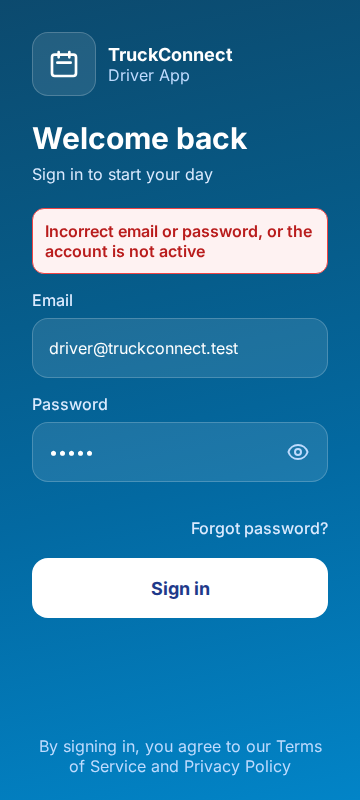 TruckConnect
Driver App
Welcome back
Sign in to start your day
Incorrect email or password, or the
account is not active
Email
driver@truckconnect.test
Password
•••••
Forgot password?
Sign in
By signing in, you agree to our Terms
of Service and Privacy Policy